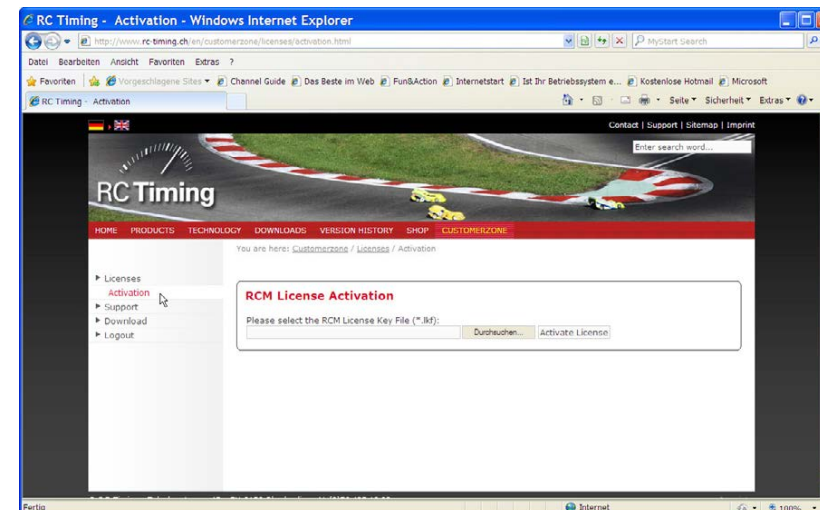 RC Timing - Activation - Windows Internet Explorer
http://www.rc-timing.ch/en/customerzone/licenses/activation.html
MyStart Search
Datei Bearbeiten Ansicht Favoriten Extras ?
Favoriten Vorgeschlagene Sites Channel Guide Das Beste im Web Fun&Action Internetstart Ist Ihr Betriebssystem e... Kostenlose Hotmail Microsoft
RC Timing - Activation
Seite Sicherheit Extras
Contact | Support | Sitemap | Imprint
Enter search word...
RC Timing
HOME PRODUCTS TECHNOLOGY DOWNLOADS VERSION HISTORY SHOP CUSTOMERZONE
You are here: Customerzone / Licenses / Activation
Licenses
Activation
Support
Download
Logout
RCM License Activation
Please select the RCM License Key File (*.lkf):
Durchsuchen... Activate License
Fertig
Internet
100%